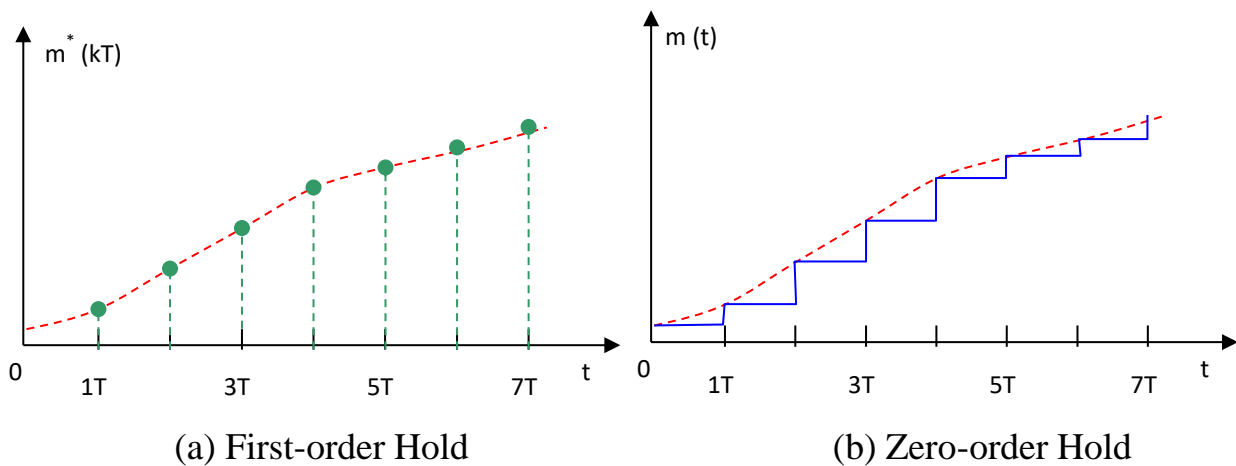 m* (kT)
0
1T
3T
5T
7T
t
(a) First-order Hold
m (t)
0
1T
3T
5T
7T
t
(b) Zero-order Hold